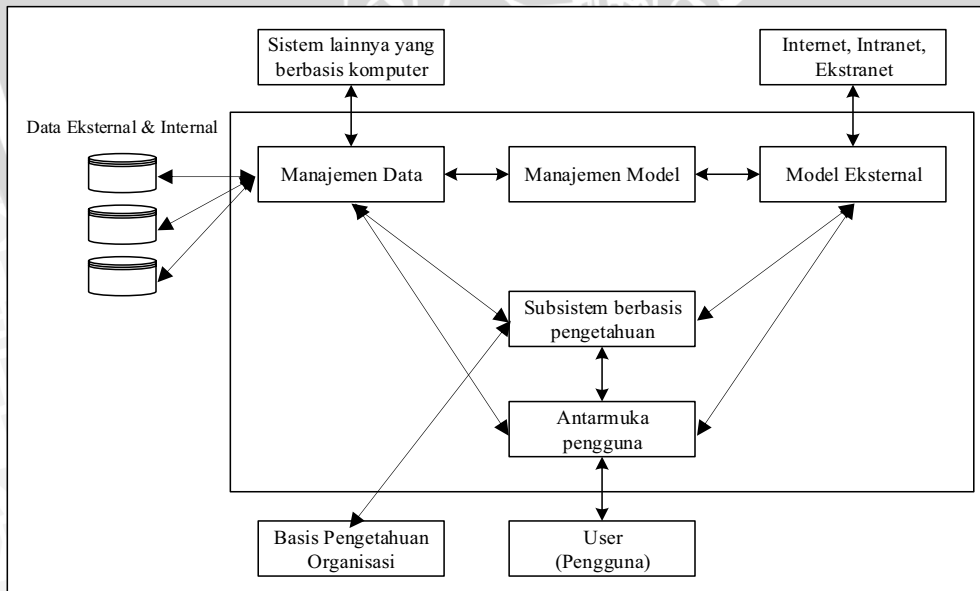 Sistem lainnya yang
berbasis komputer
Internet, Intranet,
Ekstranet
Data Eksternal & Internal
Manajemen Data
Manajemen Model
Model Eksternal
Subsistem berbasis
pengetahuan
Antarmuka
pengguna
Basis Pengetahuan
Organisasi
User
(Pengguna)